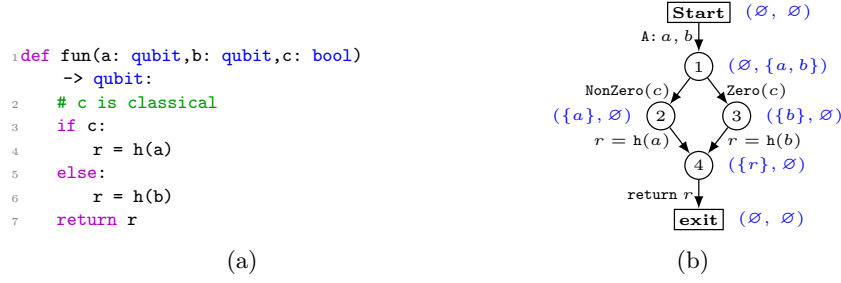 1 def fun(a: qubit,b: qubit,c: bool)
-> qubit:
2 # c is classical
3 if c:
4 r = h(a)
5 else:
6 r = h(b)
7 return r
(a)
Start (∅, ∅)
A: a, b
1 (∅, {a, b})
NonZero(c) Zero(c)
({a}, ∅) 2 3 ({b}, ∅)
r = h(a) r = h(b)
4 ({r}, ∅)
return r
exit (∅, ∅)
(b)